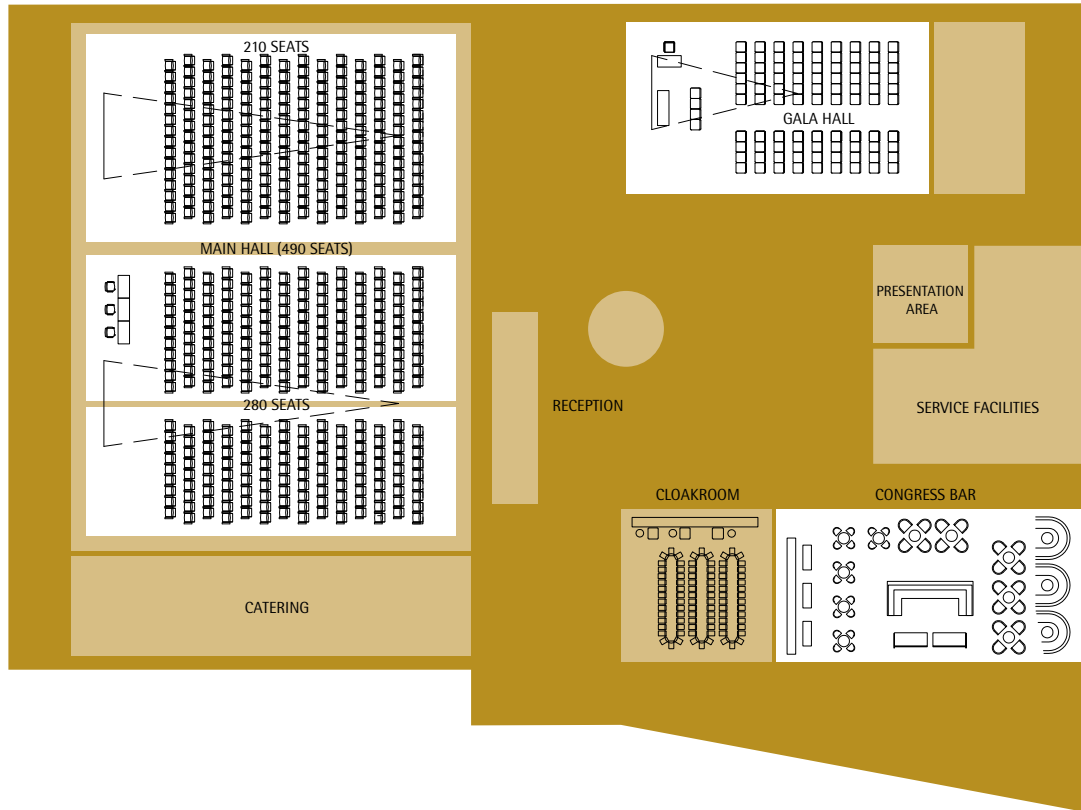 210 SEATS
MAIN HALL (490 SEATS)
280 SEATS
CATERING
GALA HALL
PRESENTATION
AREA
RECEPTION
SERVICE FACILITIES
CLOAKROOM
CONGRESS BAR